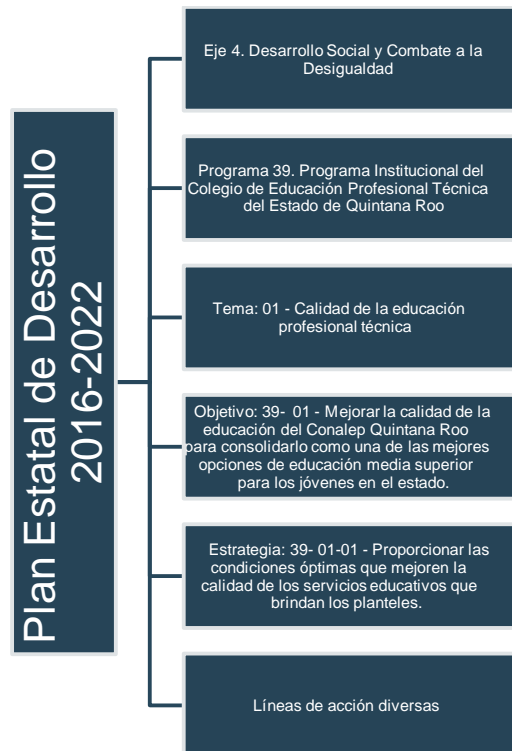 Plan Estatal de Desarrollo
2016-2022
Eje 4. Desarrollo Social y Combate a la
Desigualdad
Programa 39. Programa Institucional del
Colegio de Educación Profesional Técnica
del Estado de Quintana Roo
Tema: 01 - Calidad de la educación
profesional técnica
Objetivo: 39- 01 - Mejorar la calidad de la
educación del Conalep Quintana Roo
para consolidarlo como una de las mejores
opciones de educación media superior
para los jóvenes en el estado.
Estrategia: 39- 01-01 - Proporcionar las
condiciones óptimas que mejoren la
calidad de los servicios educativos que
brindan los planteles.
Líneas de acción diversas